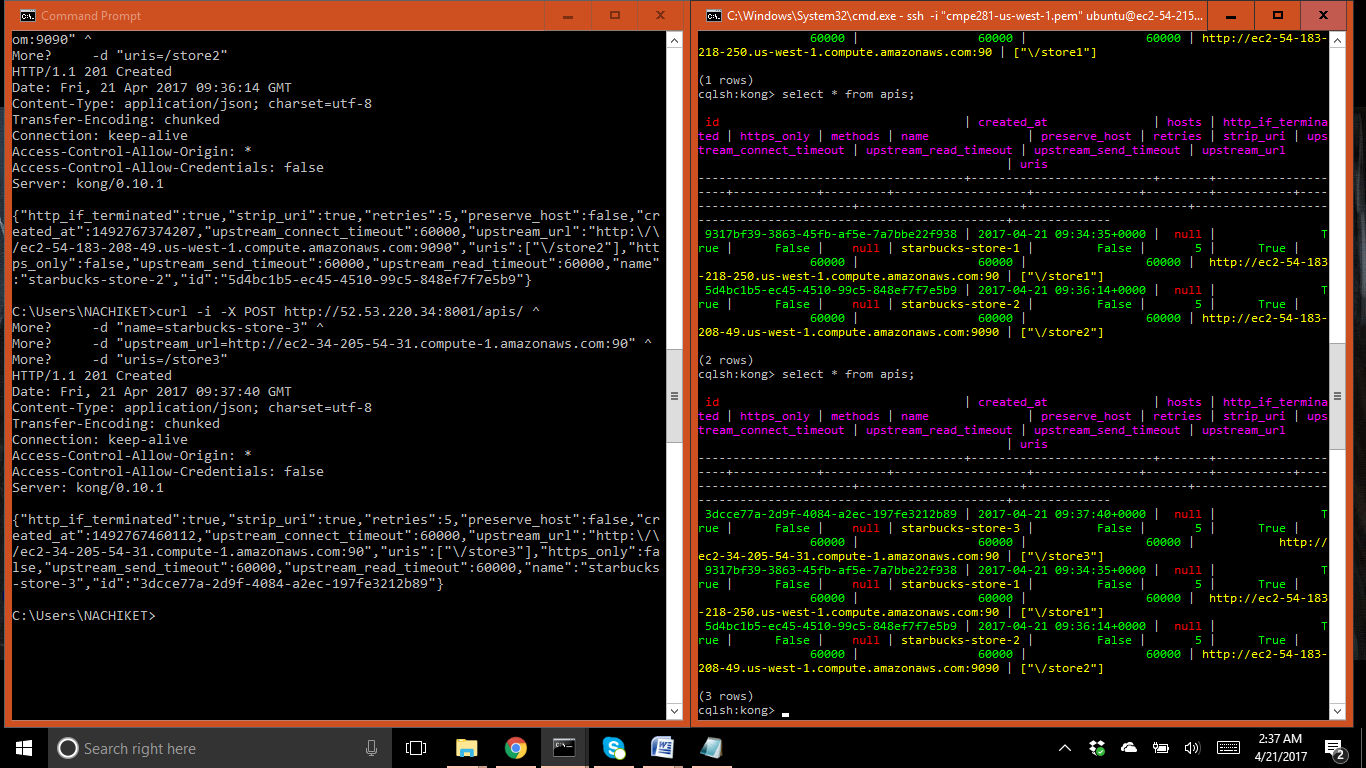 Command Prompt
om:9090" ^
More?     -d "uris=/store2"
HTTP/1.1 201 Created
Date: Fri, 21 Apr 2017 09:36:14 GMT
Content-Type: application/json; charset=utf-8
Transfer-Encoding: chunked
Connection: keep-alive
Access-Control-Allow-Origin: *
Access-Control-Allow-Credentials: false
Server: kong/0.10.1
{"http_if_terminated":true,"strip_uri":true,"retries":5,"preserve_host":false,"cr
eated_at":1492767374207,"upstream_connect_timeout":60000,"upstream_url":"http:\/\
/ec2-54-183-208-49.us-west-1.compute.amazonaws.com:9090","uris":["\/store2"],"htt
ps_only":false,"upstream_send_timeout":60000,"upstream_read_timeout":60000,"name"
:"starbucks-store-2","id":"5d4bc1b5-ec45-4510-99c5-848ef7f7e5b9"}
C:\Users\NACHIKET>curl -i -X POST http://52.53.220.34:8001/apis/ ^
More?     -d "name=starbucks-store-3" ^
More?     -d "upstream_url=http://ec2-34-205-54-31.compute-1.amazonaws.com:90" ^
More?     -d "uris=/store3"
HTTP/1.1 201 Created
Date: Fri, 21 Apr 2017 09:37:40 GMT
Content-Type: application/json; charset=utf-8
Transfer-Encoding: chunked
Connection: keep-alive
Access-Control-Allow-Origin: *
Access-Control-Allow-Credentials: false
Server: kong/0.10.1
{"http_if_terminated":true,"strip_uri":true,"retries":5,"preserve_host":false,"cr
eated_at":1492767460112,"upstream_connect_timeout":60000,"upstream_url":"http:\/\
/ec2-34-205-54-31.compute-1.amazonaws.com:90","uris":["\/store3"],"https_only":fa
lse,"upstream_send_timeout":60000,"upstream_read_timeout":60000,"name":"starbucks
-store-3","id":"3dcce77a-2d9f-4084-a2ec-197fe3212b89"}
C:\Users\NACHIKET>
C:\Windows\System32\cmd.exe - ssh -i "cmpe281-us-west-1.pem" ubuntu@ec2-54-215...
60000 | 60000 | 60000 | http://ec2-54-183-
218-250.us-west-1.compute.amazonaws.com:90 | ["\/store1"]
(1 rows)
cqlsh:kong> select * from apis;
id | created_at | hosts | http_if_termina
ted | https_only | methods | name | preserve_host | retries | strip_uri | ups
tream_connect_timeout | upstream_read_timeout | upstream_send_timeout | upstream_url
| uris
9317bf39-3863-45fb-af5e-7a7bbe22f938 | 2017-04-21 09:34:35+0000 | null | T
rue | False | null | starbucks-store-1 | False | 5 | True |
60000 | 60000 | 60000 | http://ec2-54-183-
-218-250.us-west-1.compute.amazonaws.com:90 | ["\/store1"]
5d4bc1b5-ec45-4510-99c5-848ef7f7e5b9 | 2017-04-21 09:36:14+0000 | null | T
rue | False | null | starbucks-store-2 | False | 5 | True |
60000 | 60000 | 60000 | http://ec2-54-183-
208-49.us-west-1.compute.amazonaws.com:9090 | ["\/store2"]
(2 rows)
cqlsh:kong> select * from apis;
id | created_at | hosts | http_if_termina
ted | https_only | methods | name | preserve_host | retries | strip_uri | ups
tream_connect_timeout | upstream_read_timeout | upstream_send_timeout | upstream_url
| uris
3dcce77a-2d9f-4084-a2ec-197fe3212b89 | 2017-04-21 09:37:40+0000 | null | T
rue | False | null | starbucks-store-3 | False | 5 | True |
60000 | 60000 | 60000 | http://
ec2-34-205-54-31.compute-1.amazonaws.com:90 | ["\/store3"]
9317bf39-3863-45fb-af5e-7a7bbe22f938 | 2017-04-21 09:34:35+0000 | null | T
rue | False | null | starbucks-store-1 | False | 5 | True |
60000 | 60000 | 60000 | http://ec2-54-183
-218-250.us-west-1.compute.amazonaws.com:90 | ["\/store1"]
5d4bc1b5-ec45-4510-99c5-848ef7f7e5b9 | 2017-04-21 09:36:14+0000 | null | T
rue | False | null | starbucks-store-2 | False | 5 | True |
60000 | 60000 | 60000 | http://ec2-54-183-
208-49.us-west-1.compute.amazonaws.com:9090 | ["\/store2"]
(3 rows)
cqlsh:kong>
Search right here
2:37 AM
4/21/2017
2